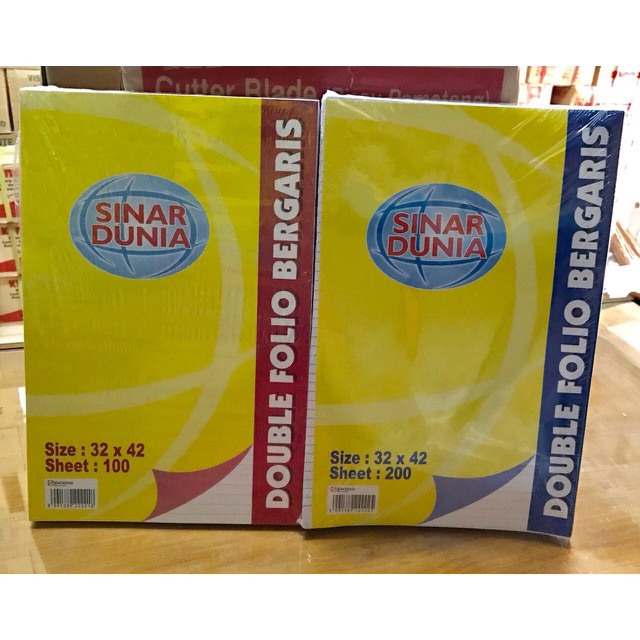 Cutter Blade
SINAR
DUNIA
DOUBLE FOLIO BERGARIS
Size : 32 x 42
Sheet : 100
SINAR
DUNIA
DOUBLE FOLIO BERGARIS
Size : 32 x 42
Sheet : 200